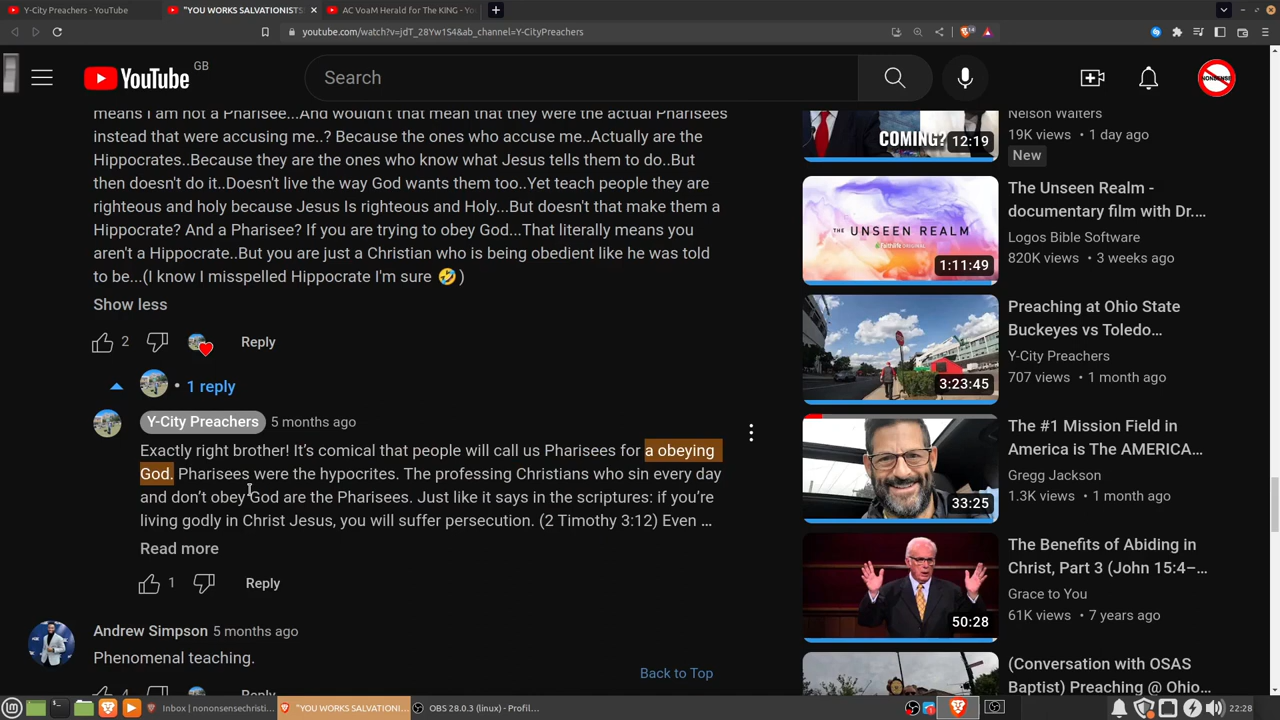 Y-City Preachers - YouTube
"YOU WORKS SALVATIONISTS
AC VoaM Herald for The KING - Yo
youtube.com/watch?v=jdT_28Yw1S4&ab_channel=Y-CityPreachers
YouTube
GB
Search
means I am not a Pharisee...And wouldn't that mean that they were the actual Pharisees
instead that were accusing me..? Because the ones who accuse me..Actually are the
Hippocrates..Because they are the ones who know what Jesus tells them to do..But
then doesn't do it..Doesn't live the way God wants them too..Yet teach people they are
righteous and holy because Jesus Is righteous and Holy...But doesn't that make them a
Hippocrate? And a Pharisee? If you are trying to obey God...That literally means you
aren't a Hippocrate..But you are just a Christian who is being obedient like he was told
to be...(I know I misspelled Hippocrate I'm sure 🤣 )
Show less
2
Reply
1 reply
Y-City Preachers 5 months ago
Exactly right brother! It's comical that people will call us Pharisees for a obeying
God. Pharisees were the hypocrites. The professing Christians who sin every day
and don't obey God are the Pharisees. Just like it says in the scriptures: if you're
living godly in Christ Jesus, you will suffer persecution. (2 Timothy 3:12) Even ...
Read more
1
Reply
Andrew Simpson 5 months ago
Phenomenal teaching.
4
Reply
Back to Top
COMING?
12:19
Nelson Walters
19K views • 1 day ago
New
THE UNSEEN REALM
1:11:49
The Unseen Realm -
documentary film with Dr....
Logos Bible Software
820K views • 3 weeks ago
3:23:45
Preaching at Ohio State
Buckeyes vs Toledo...
Y-City Preachers
707 views • 1 month ago
33:25
The #1 Mission Field in
America is The AMERICA...
Gregg Jackson
1.3K views • 1 month ago
50:28
The Benefits of Abiding in
Christ, Part 3 (John 15:4–...
Grace to You
61K views • 7 years ago
(Conversation with OSAS
Baptist) Preaching @ Ohio...
Inbox | nononsensechristi...
"YOU WORKS SALVATIONI...
OBS 28.0.3 (linux) - Profil...
22:28